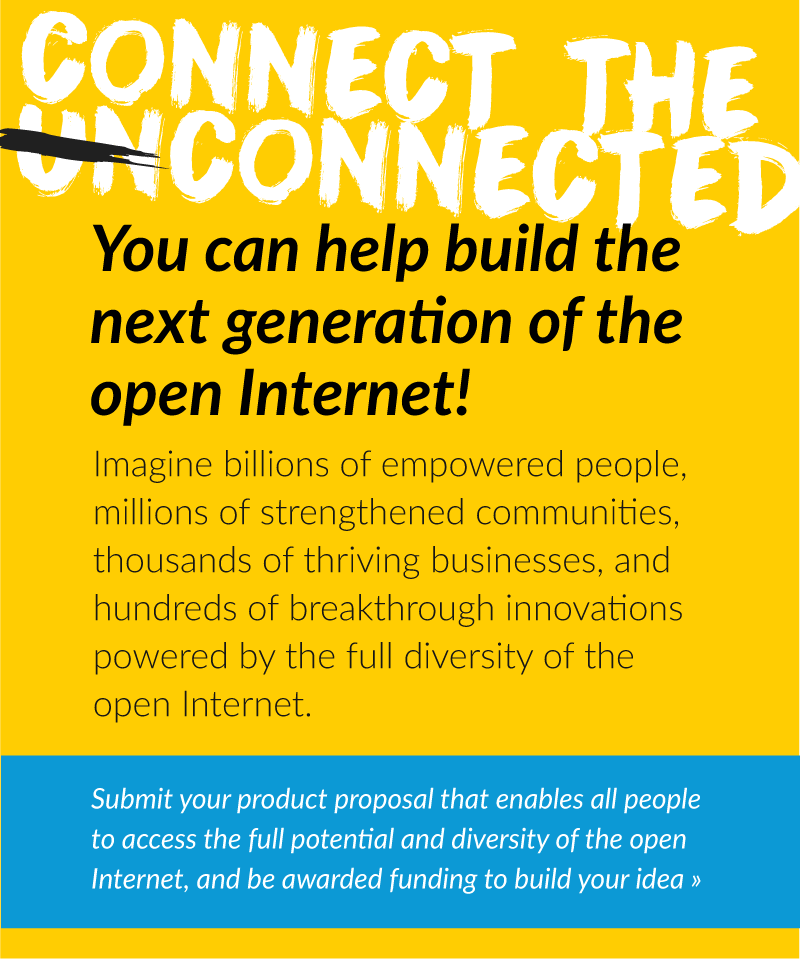 CONNECT THE
UNCONNECTED
You can help build the
next generation of the
open Internet!
Imagine billions of empowered people,
millions of strengthened communities,
thousands of thriving businesses, and
hundreds of breakthrough innovations
powered by the full diversity of the
open Internet.
Submit your product proposal that enables all people
to access the full potential and diversity of the open
Internet, and be awarded funding to build your idea »